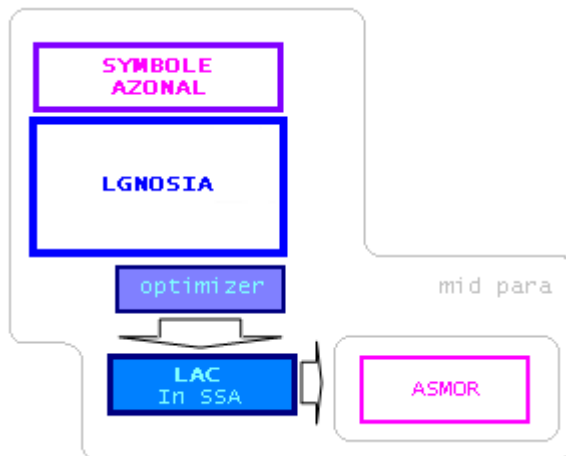 SYMBOLE
AZONAL
LGNOSIA
optimizer
mid para
LAC
In SSA
ASMOR